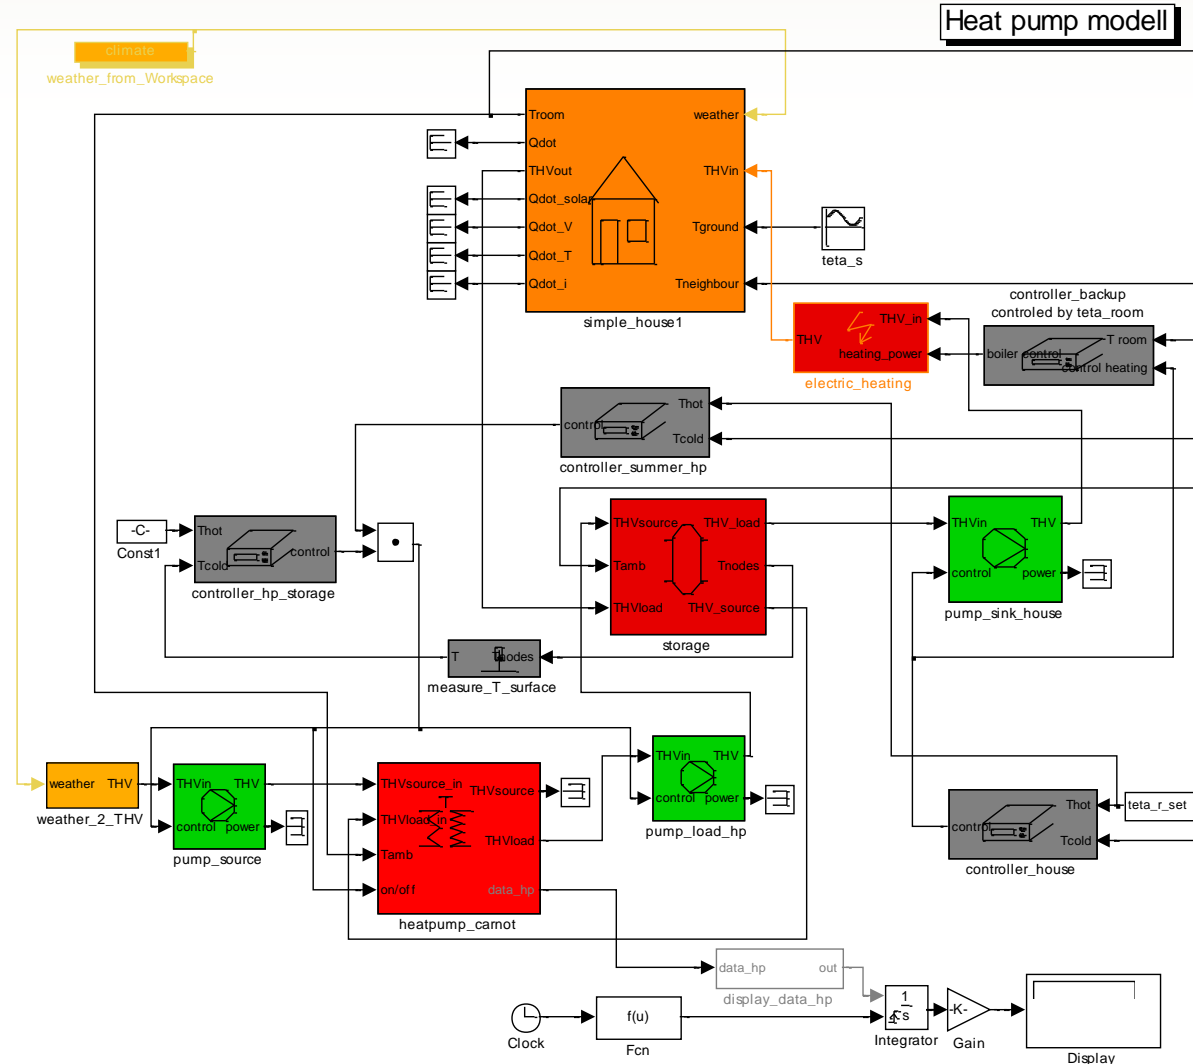 Heat pump modell
climate
weather_from_Workspace
Troom
weather
Qdot
THVout
THVin
Qdot_solar
Qdot_V
Tground
Qdot_T
Qdot_i
Tneighbour
simple_house1
teta_s
controller_backup
controled by teta_room
THV_in
THV
heating_power
electric_heating
T room
boiler control
control heating
Thot
control
Tcold
controller_summer_hp
-C-
Const1
Thot
control
Tcold
controller_hp_storage
THVsource
THV_load
Tamb
Tnodes
THVload
THV_source
storage
THVin
THV
control
power
pump_sink_house
T
Tnodes
measure_T_surface
weather
THV
weather_2_THV
THVin
THV
control
power
pump_source
THVsource_in
THVsource
THVload_in
THVload
Tamb
on/off
data_hp
heatpump_carnot
THVin
THV
control
power
pump_load_hp
Thot
control
Tcold
controller_house
teta_r_set
data_hp
out
display_data_hp
Clock
f(u)
Fcn
1
s
Integrator
-K-
Gain
Display